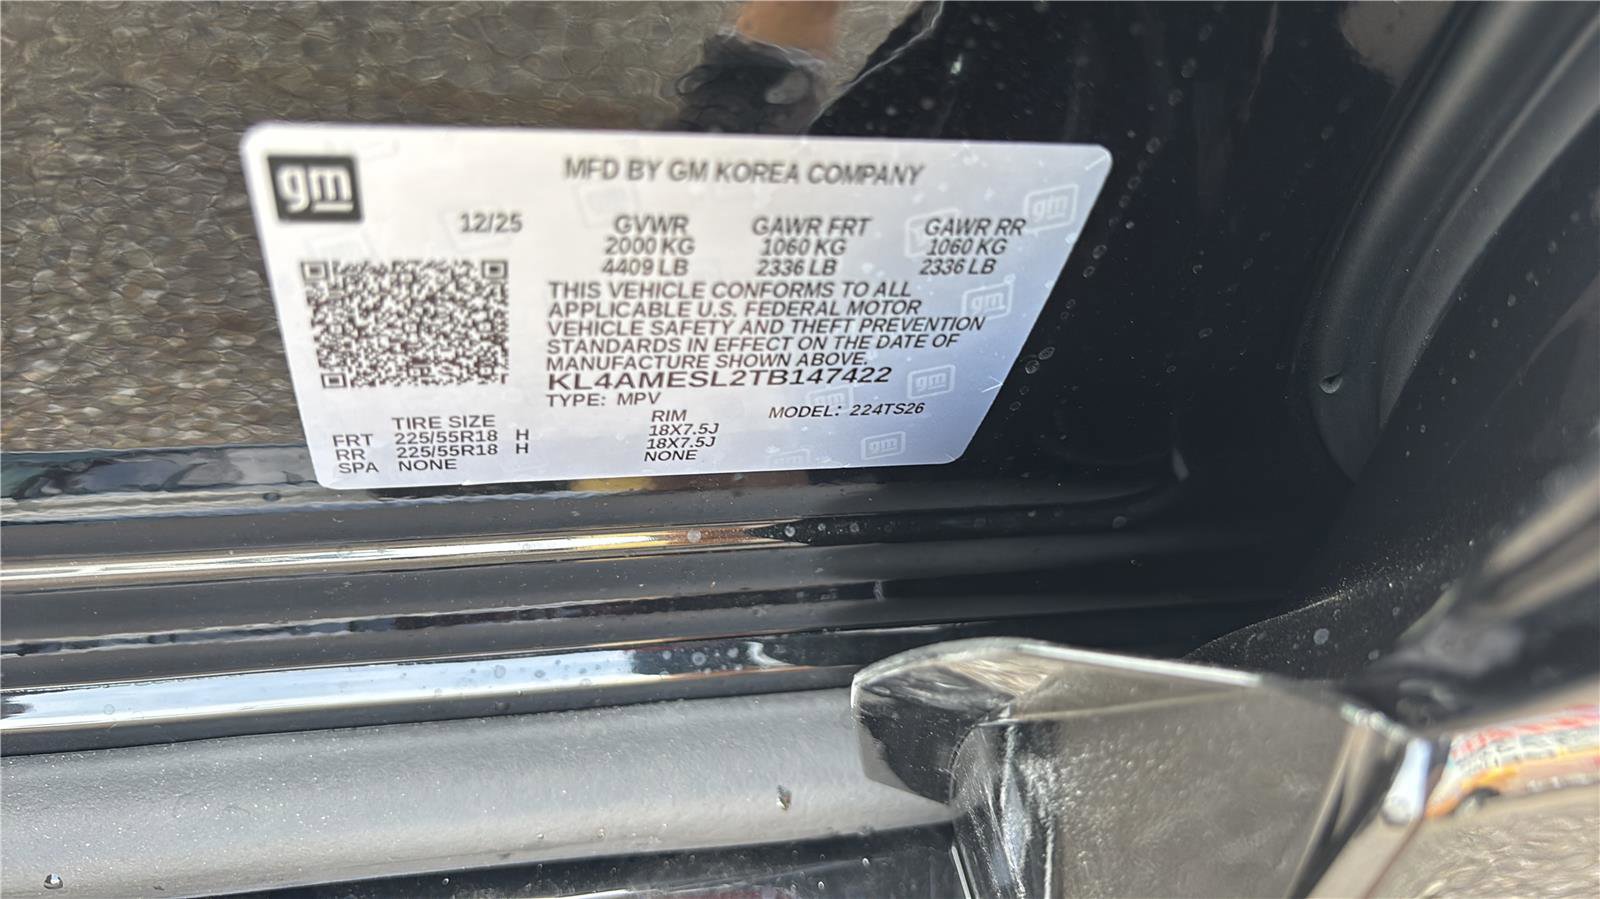 gm
MFD BY GM KOREA COMPANY
12/25 GVWR GAWR FRT GAWR RR
2000 KG 1060 KG 1060 KG
4409 LB 2336 LB 2336 LB
THIS VEHICLE CONFORMS TO ALL
APPLICABLE U.S. FEDERAL MOTOR
VEHICLE SAFETY AND THEFT PREVENTION
STANDARDS IN EFFECT ON THE DATE OF
MANUFACTURE SHOWN ABOVE.
KL4AMESL2TB147422
TYPE: MPV
MODEL: 224TS26
TIRE SIZE RIM
FRT 225/55R18 H 18X7.5J
RR 225/55R18 H 18X7.5J
SPA NONE NONE